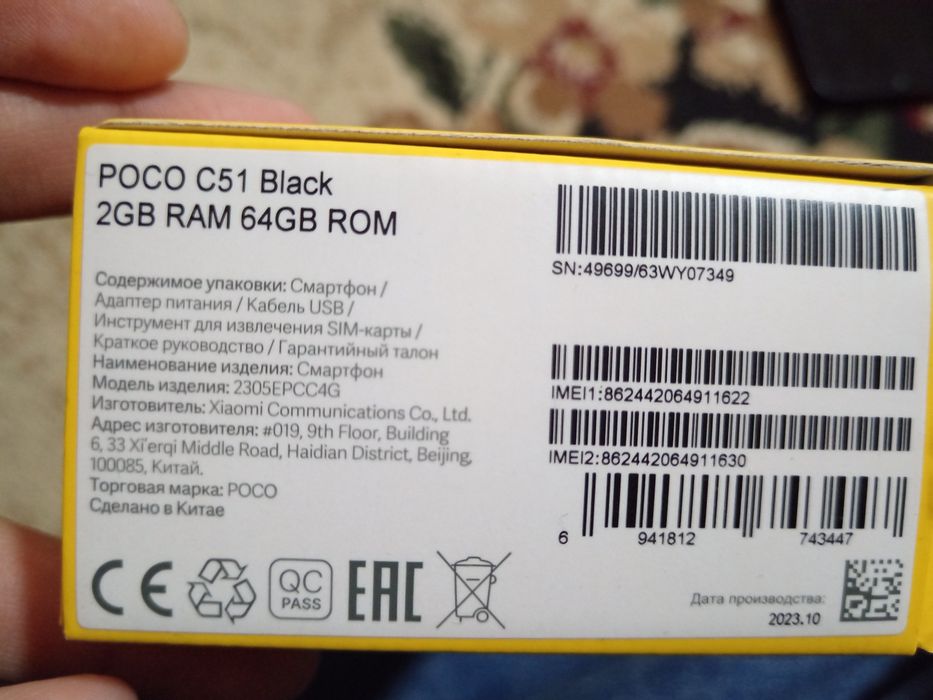 POCO C51 Black
2GB RAM 64GB ROM
Содержимое упаковки: Смартфон /
Адаптер питания / Кабель USB /
Инструмент для извлечения SIM-карты /
Краткое руководство / Гарантийный талон
Наименование изделия: Смартфон
Модель изделия: 2305EPCC4G
Изготовитель: Xiaomi Communications Co., Ltd.
Адрес изготовителя: #019, 9th Floor, Building
6, 33 Xi'erqi Middle Road, Haidian District, Beijing,
100085, Китай.
Торговая марка: POCO
Сделано в Китае
CE
QC
PASS
EAC
SN:49699/63WY07349
IMEI1:862442064911622
IMEI2:862442064911630
6 941812 743447
Дата производства:
2023.10